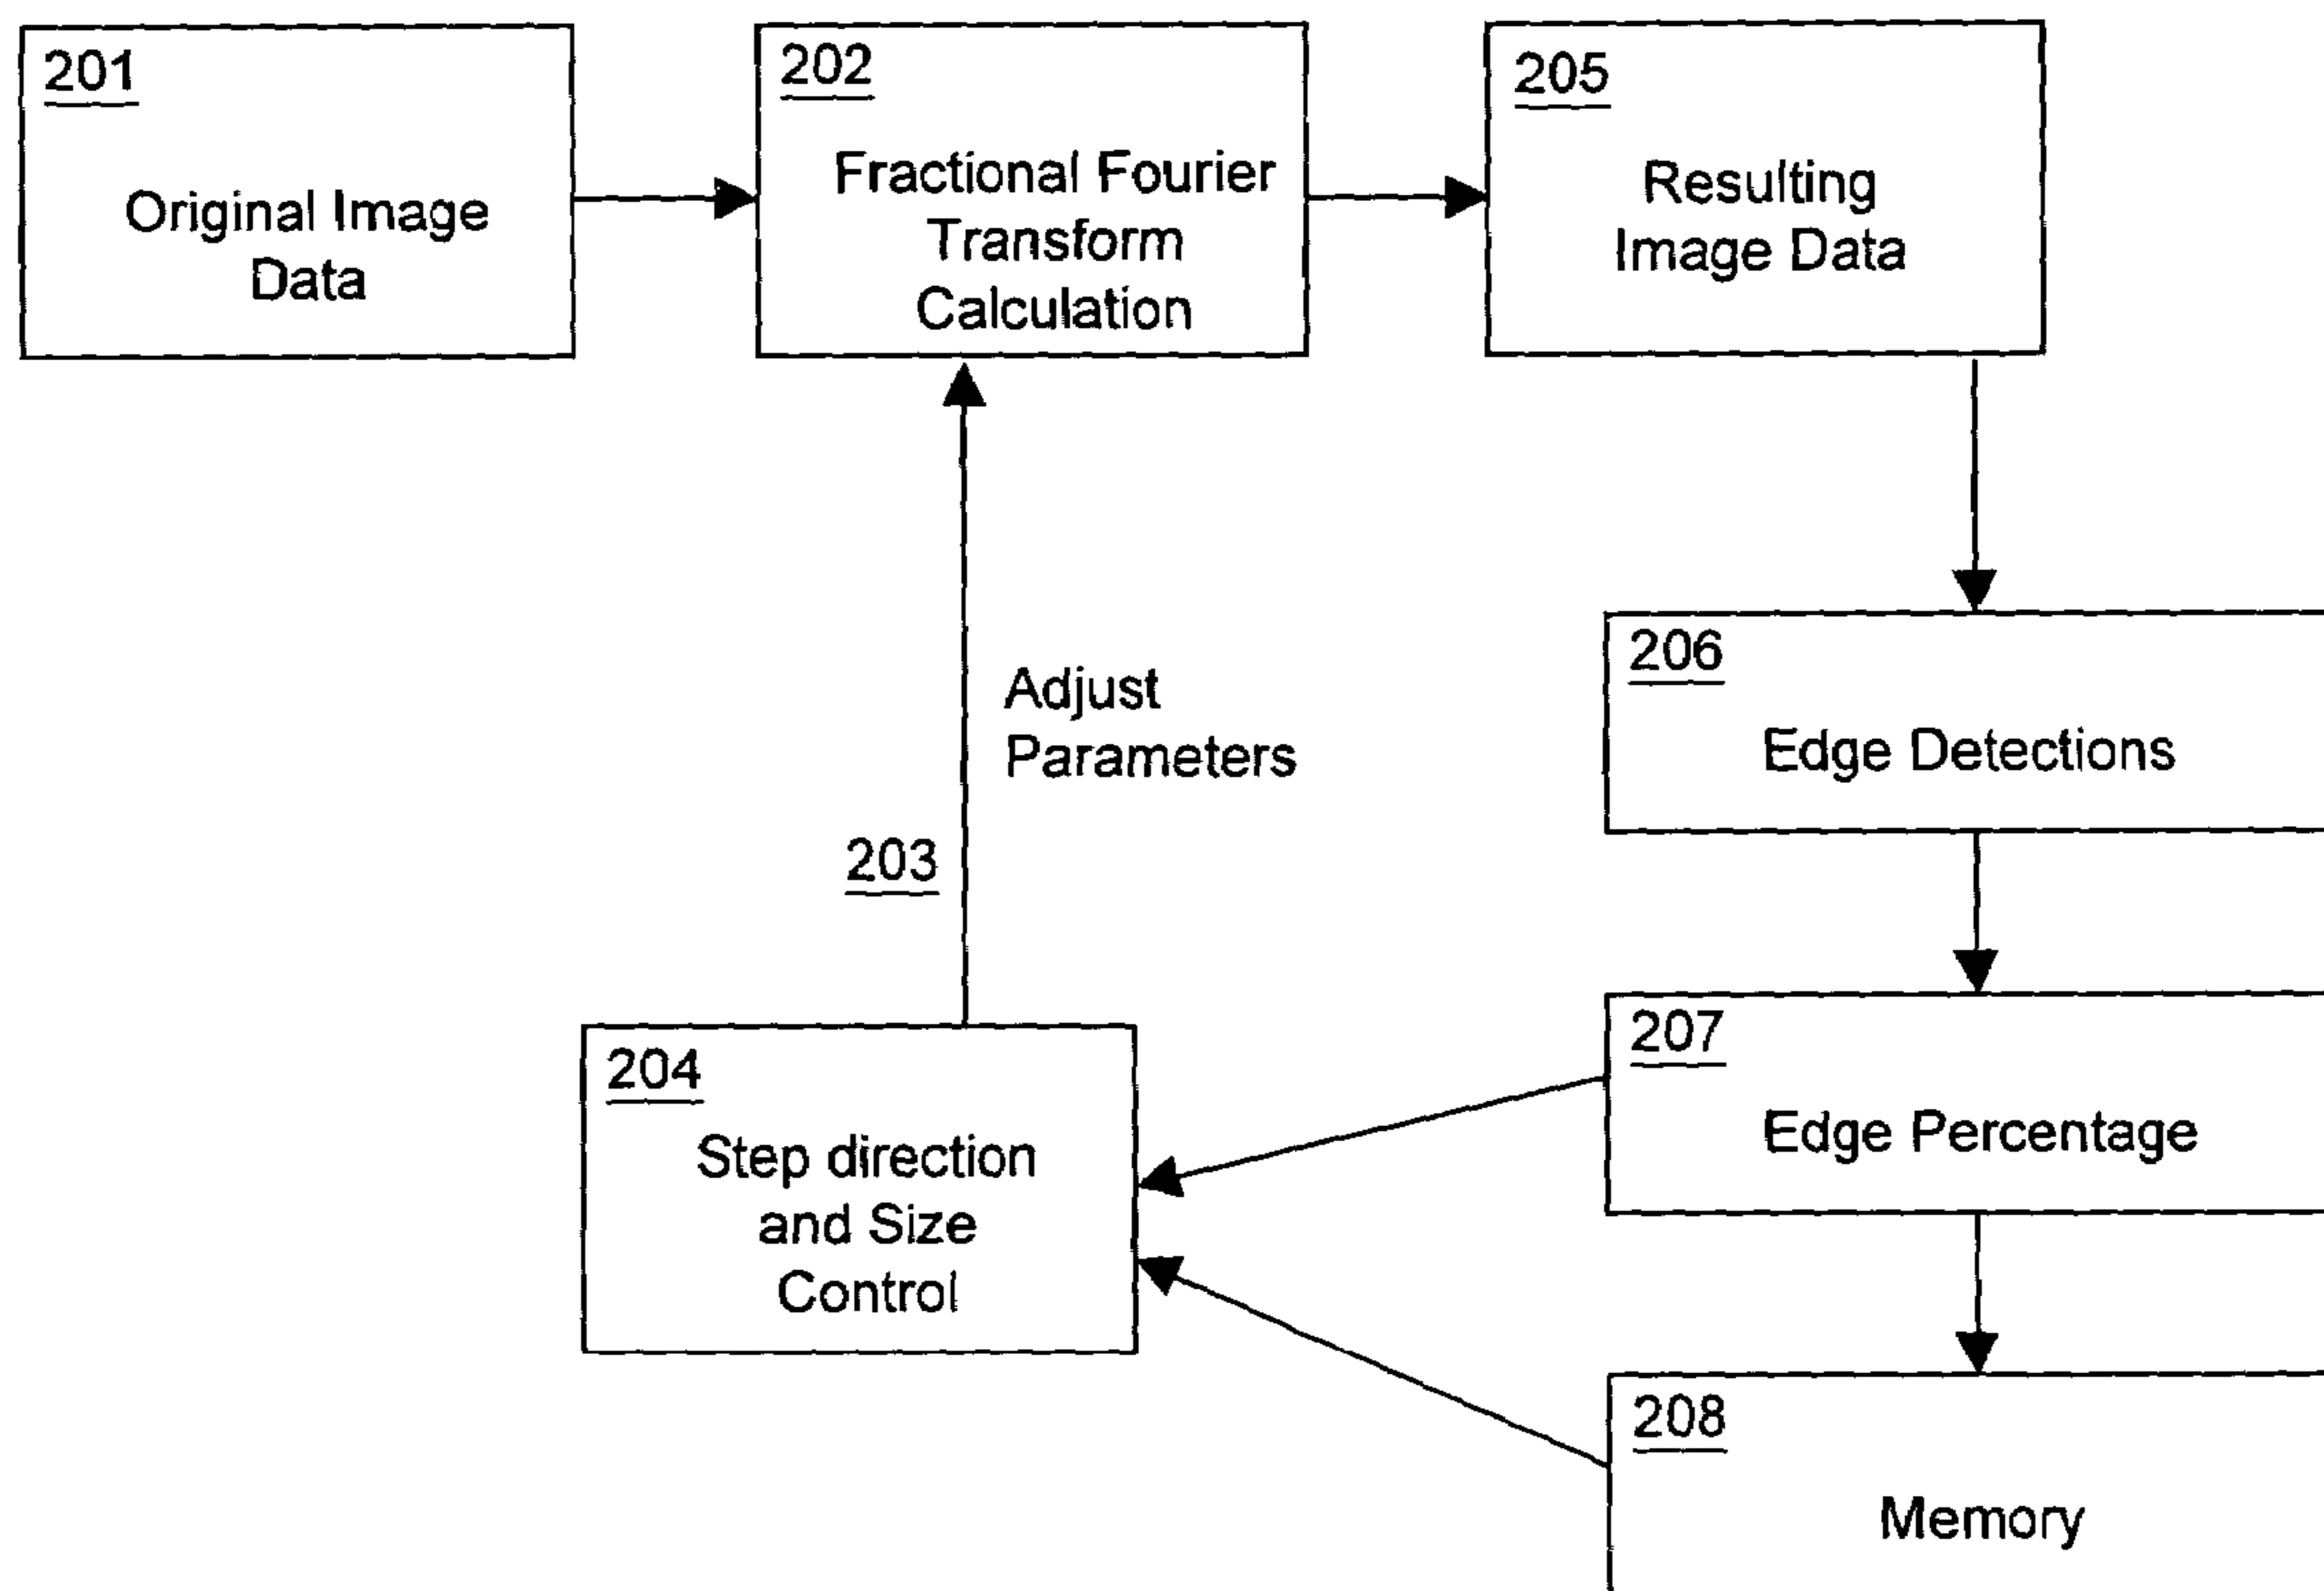 201
Original Image
Data
202
Fractional Fourier
Transform
Calculation
205
Resulting
Image Data
206
Edge Detections
Adjust
Parameters
203
207
Edge Percentage
204
Step direction
and Size
Control
208
Memory